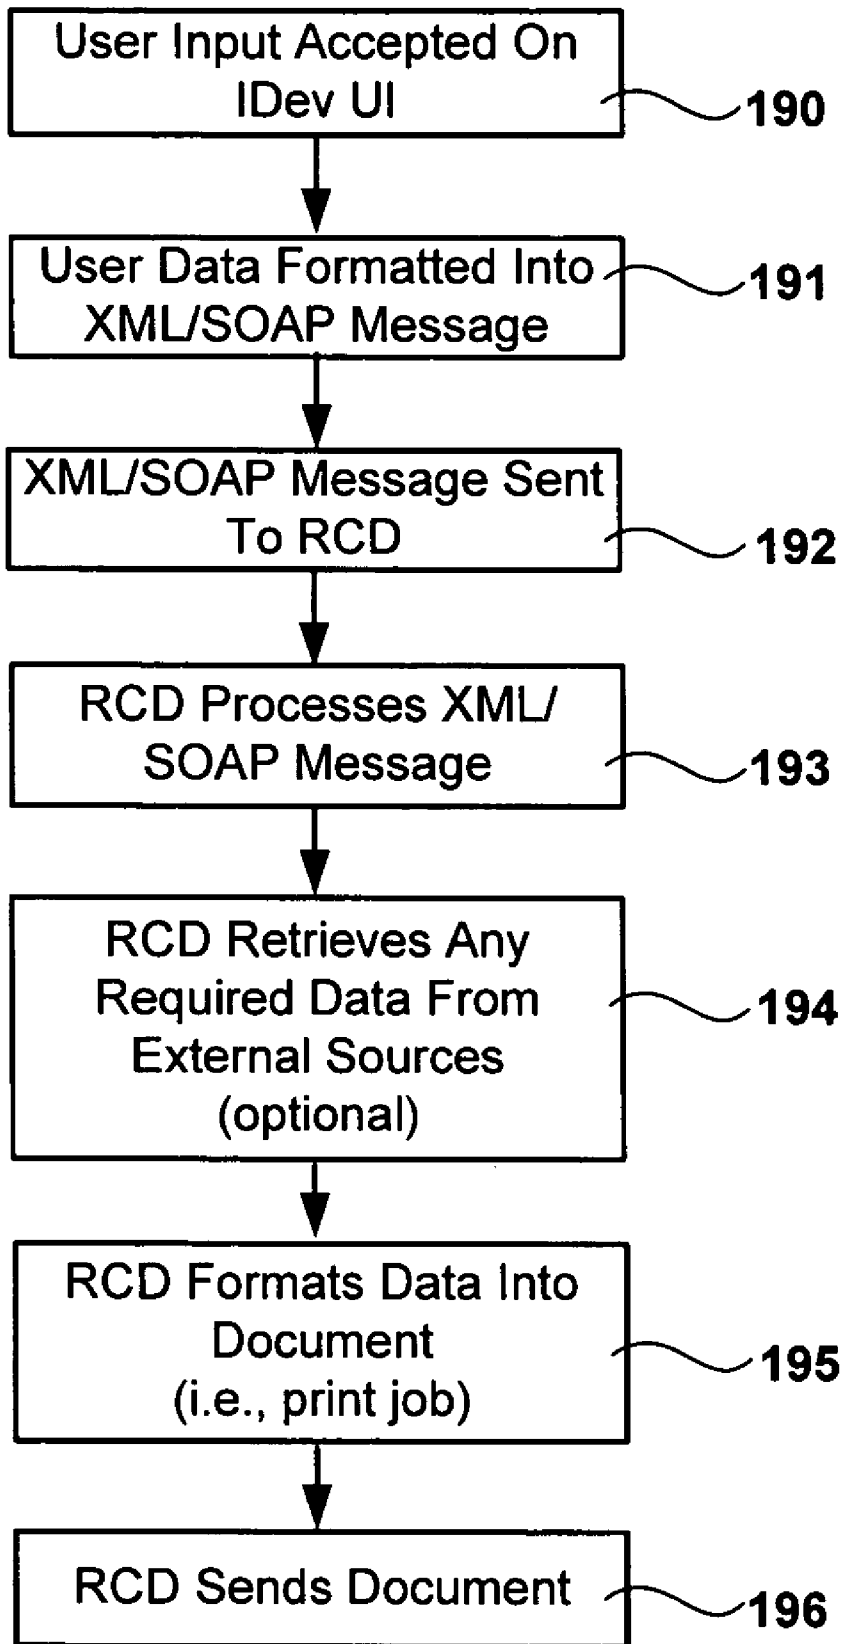 User Input Accepted On
IDev UI
190
User Data Formatted Into
XML/SOAP Message
191
XML/SOAP Message Sent
To RCD
192
RCD Processes XML/
SOAP Message
193
RCD Retrieves Any
Required Data From
External Sources
(optional)
194
RCD Formats Data Into
Document
(i.e., print job)
195
RCD Sends Document
196